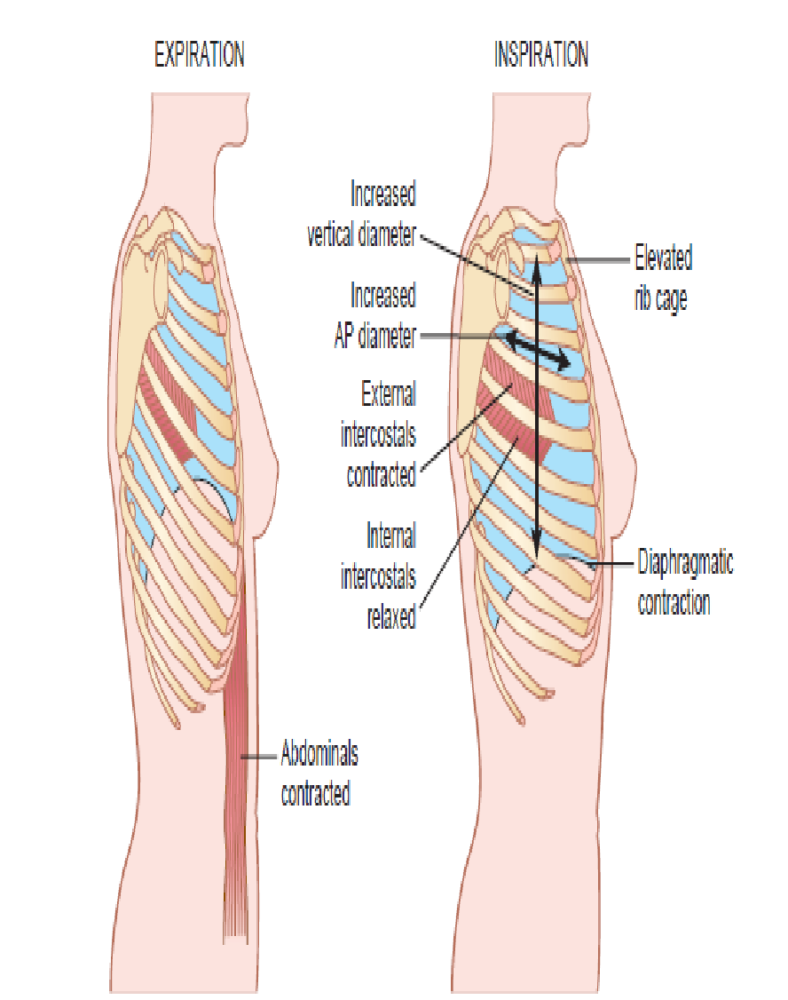 EXPIRATION
INSPIRATION
Increased
vertical diameter
Increased
AP diameter
External
intercostals
contracted
Internal
intercostals
relaxed
Elevated
rib cage
Diaphragmatic
contraction
Abdominals
contracted